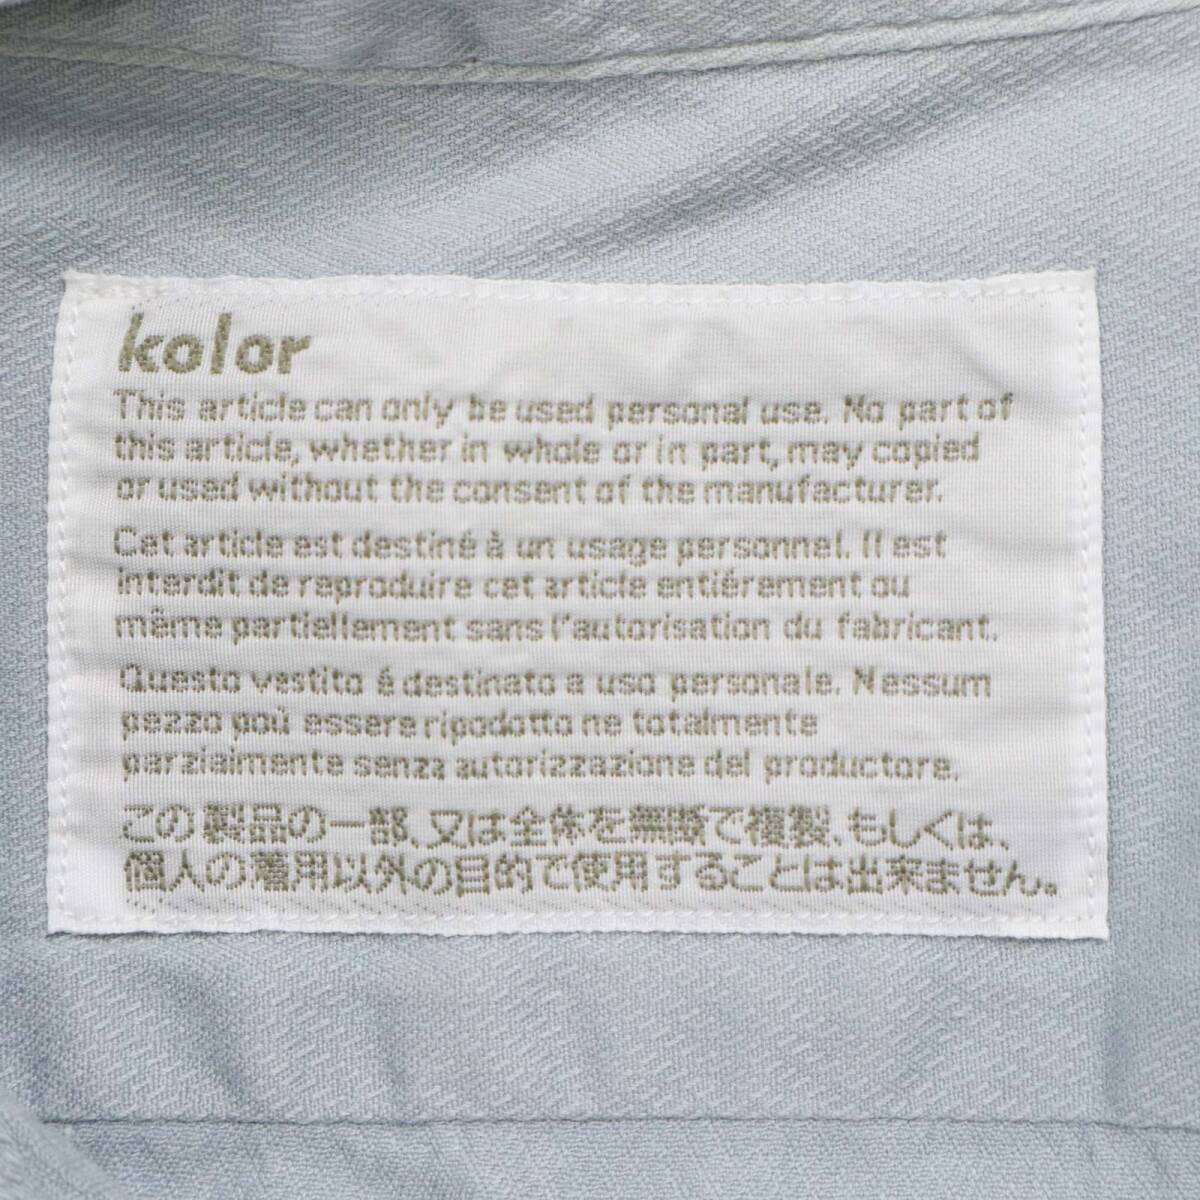 kolor
This article can only be used personal use. No part of
this article, whether in whole or in part, may copied
or used without the consent of the manufacturer.
Cet article est destiné à un usage personnel. Il est
interdit de reproduire cet article entiérement ou
même partiellement sans l'autorisation du fabricant.
Questo vestito é destinato a uso personale. Nessum
pezzo poú essere ripodotto ne totalmente
parzialmente senza autorizzazione del productore.
この製品の一部、又は全体を無断で複製、もしくは、
個人の着用以外の目的で使用することは出来ません。